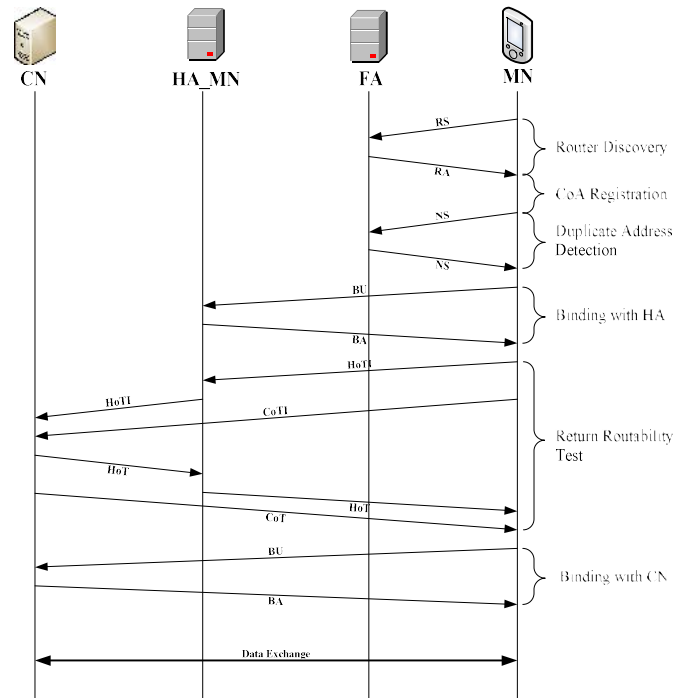 CN
HA_MN
FA
MN
RS
Router Discovery
RA
CoA Registration
NS
Duplicate Address
Detection
NS
BU
Binding with HA
BA
HoTI
HoTI
CoTI
Return Routability
Test
HoT
HoT
CoT
BU
Binding with CN
BA
Data Exchange